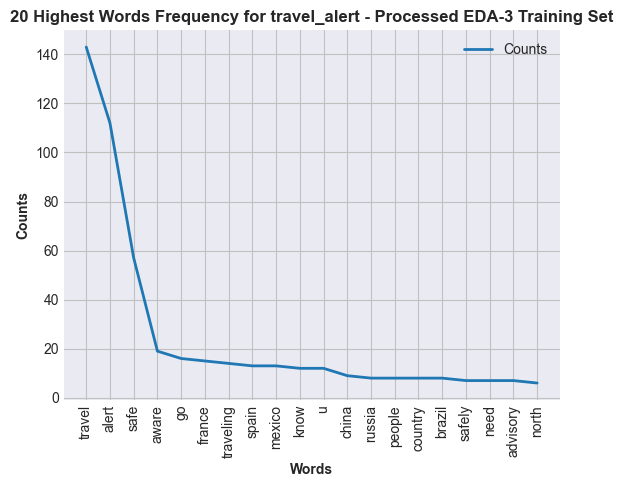 20 Highest Words Frequency for travel_alert - Processed EDA-3 Training Set
Counts
140
120
100
80
60
40
20
0
Counts
travel
alert
safe
aware
go
france
traveling
spain
mexico
know
u
china
russia
people
country
brazil
safely
need
advisory
north
Words